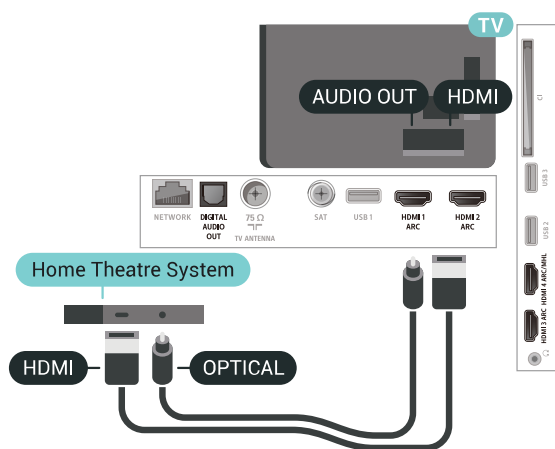 TV
AUDIO OUT
HDMI
CI
USB 3
USB 2
HDMI 4 ARC/MHL
HDMI 3 ARC
NETWORK
DIGITAL
AUDIO
OUT
75 Ω
TV ANTENNA
SAT
USB 1
HDMI 1
ARC
HDMI 2
ARC
Home Theatre System
HDMI
OPTICAL